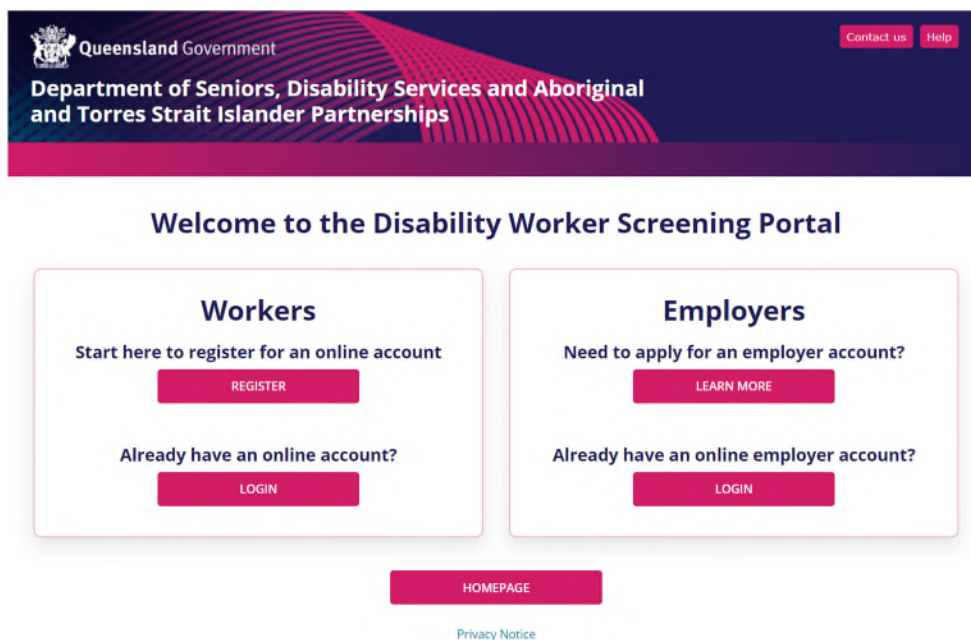 Queensland Government
Contact us
Help
Department of Seniors, Disability Services and Aboriginal
and Torres Strait Islander Partnerships
Welcome to the Disability Worker Screening Portal
Workers
Start here to register for an online account
REGISTER
Already have an online account?
LOGIN
Employers
Need to apply for an employer account?
LEARN MORE
Already have an online employer account?
LOGIN
HOMEPAGE
Privacy Notice